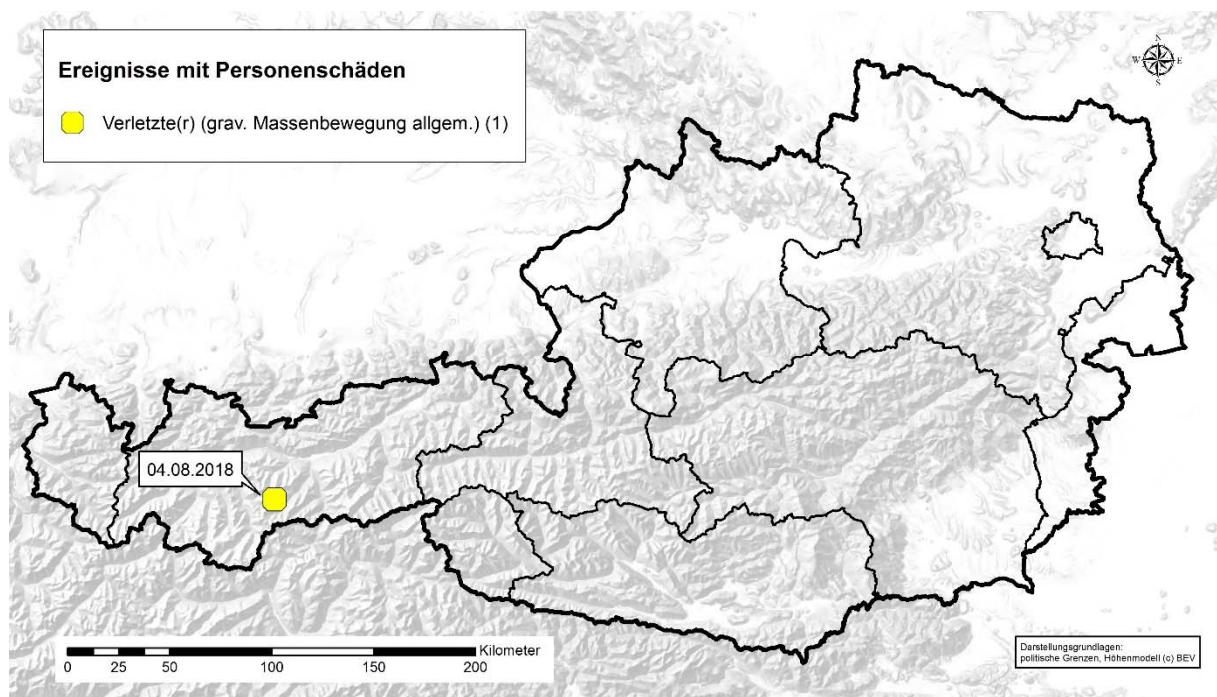 Ereignisse mit Personenschäden
Verletzte(r) (grav. Massenbewegung allgem.) (1)
N
W E
S
04.08.2018
Kilometer
0 25 50 100 150 200
Darstellungsgrundlagen:
politische Grenzen, Höhenmodell (c) BEV